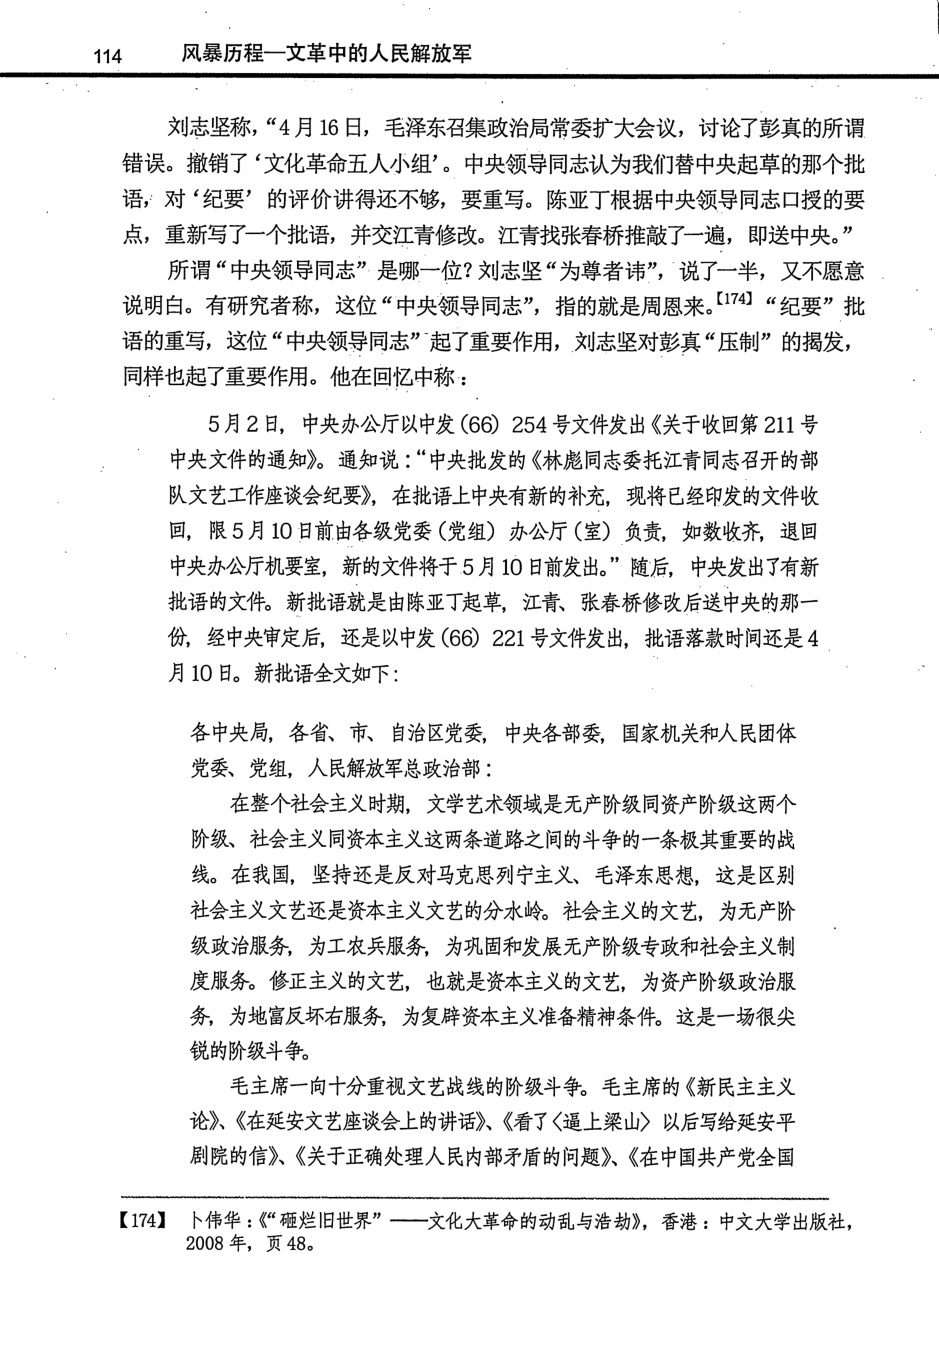 114 风暴历程—文革中的人民解放军
刘志坚称，“4月16日，毛泽东召集政治局常委扩大会议，讨论了彭真的所谓
错误。撤销了‘文化革命五人小组’。中央领导同志认为我们替中央起草的那个批
语，对‘纪要’的评价讲得还不够，要重写。陈亚丁根据中央领导同志口授的要
点，重新写了一个批语，并交江青修改。江青找张春桥推敲了一遍，即送中央。”
所谓“中央领导同志”是哪一位？刘志坚“为尊者讳”，说了一半，又不愿意
说明白。有研究者称，这位“中央领导同志”，指的就是周恩来。【174】“纪要”批
语的重写，这位“中央领导同志”起了重要作用，刘志坚对彭真“压制”的揭发，
同样也起了重要作用。他在回忆中称：
5月2日，中央办公厅以中发（66）254号文件发出《关于收回第211号
中央文件的通知》。通知说：“中央批发的《林彪同志委托江青同志召开的部
队文艺工作座谈会纪要》，在批语上中央有新的补充，现将已经印发的文件收
回，限5月10日前由各级党委（党组）办公厅（室）负责，如数收齐，退回
中央办公厅机要室，新的文件将于5月10日前发出。”随后，中央发出了有新
批语的文件。新批语就是由陈亚丁起草，江青、张春桥修改后送中央的那一
份，经中央审定后，还是以中发（66）221号文件发出，批语落款时间还是4
月10日。新批语全文如下：
各中央局，各省、市、自治区党委，中央各部委，国家机关和人民团体
党委、党组，人民解放军总政治部：
在整个社会主义时期，文学艺术领域是无产阶级同资产阶级这两个
阶级、社会主义同资本主义这两条道路之间的斗争的一条极其重要的战
线。在我国，坚持还是反对马克思列宁主义、毛泽东思想，这是区别
社会主义文艺还是资本主义文艺的分水岭。社会主义的文艺，为无产阶
级政治服务，为工农兵服务，为巩固和发展无产阶级专政和社会主义制
度服务。修正主义的文艺，也就是资本主义的文艺，为资产阶级政治服
务，为地富反坏右服务，为复辟资本主义准备精神条件。这是一场很尖
锐的阶级斗争。
毛主席一向十分重视文艺战线的阶级斗争。毛主席的《新民主主义
论》、《在延安文艺座谈会上的讲话》、《看了〈逼上梁山〉以后写给延安平
剧院的信》、《关于正确处理人民内部矛盾的问题》、《在中国共产党全国
【174】 卜伟华：《“砸烂旧世界”——文化大革命的动乱与浩劫》，香港：中文大学出版社，
2008年，页48。